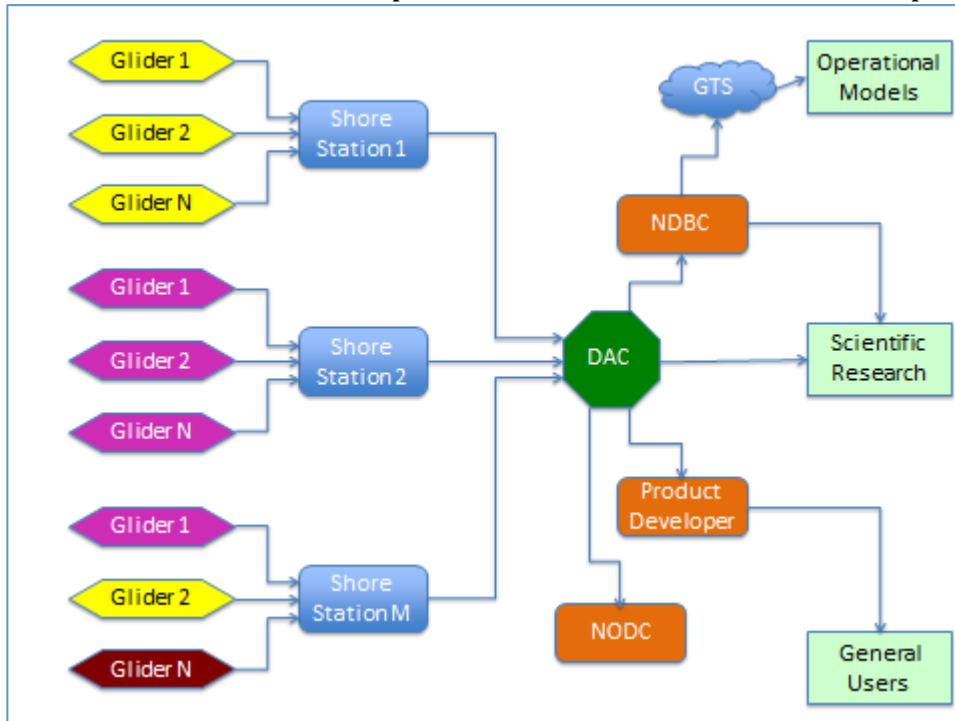 Glider 1
Glider 2
Glider N
Shore
Station 1
Glider 1
Glider 2
Glider N
Shore
Station 2
Glider 1
Glider 2
Glider N
Shore
Station M
DAC
GTS
NDBC
Product
Developer
NODC
Operational
Models
Scientific
Research
General
Users